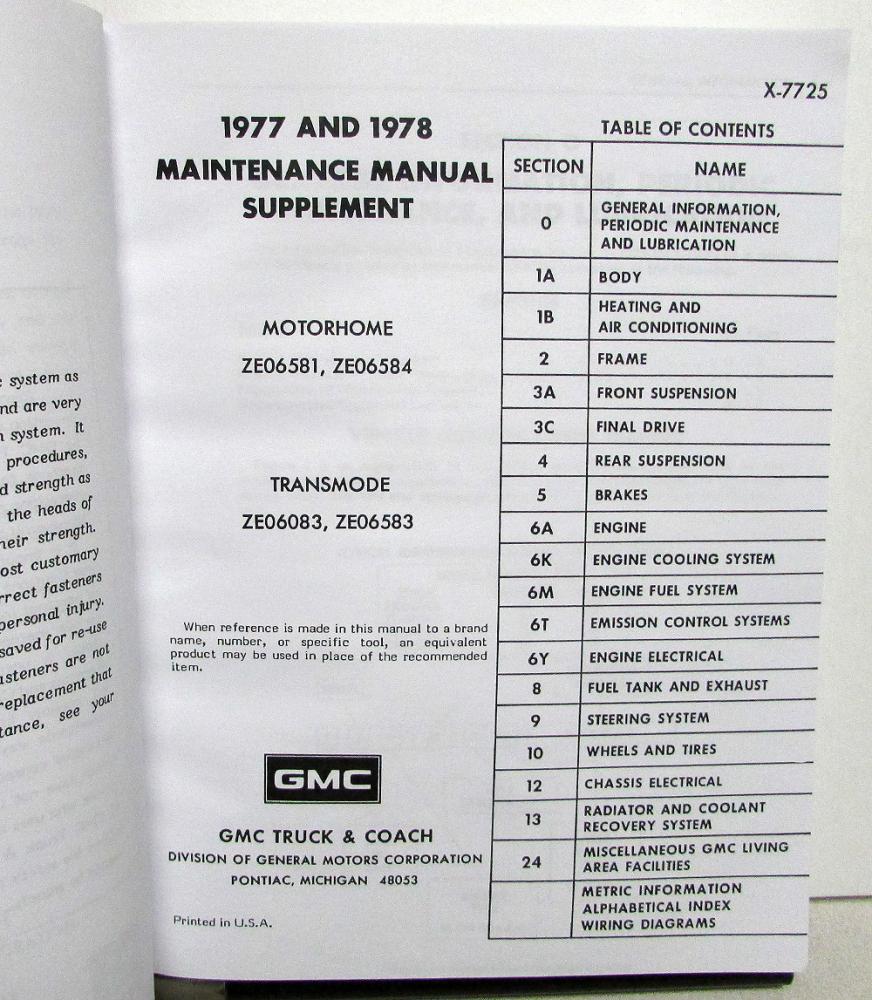 c system as
nd are very
n system. It
procedures,
d strength as
the heads of
heir strength.
ost customary
rrect fasteners
personal injury.
saved for re-use
asteners are not
replacement that
tance, see your
X-7725
1977 AND 1978
MAINTENANCE MANUAL
SUPPLEMENT
MOTORHOME
ZE06581, ZE06584
TRANSMODE
ZE06083, ZE06583
When reference is made in this manual to a brand
name, number, or specific tool, an equivalent
product may be used in place of the recommended
item.
GMC
GMC TRUCK & COACH
DIVISION OF GENERAL MOTORS CORPORATION
PONTIAC, MICHIGAN 48053
Printed in U.S.A.
TABLE OF CONTENTS
SECTION NAME
0 GENERAL INFORMATION,
PERIODIC MAINTENANCE
AND LUBRICATION
1A BODY
1B HEATING AND
AIR CONDITIONING
2 FRAME
3A FRONT SUSPENSION
3C FINAL DRIVE
4 REAR SUSPENSION
5 BRAKES
6A ENGINE
6K ENGINE COOLING SYSTEM
6M ENGINE FUEL SYSTEM
6T EMISSION CONTROL SYSTEMS
6Y ENGINE ELECTRICAL
8 FUEL TANK AND EXHAUST
9 STEERING SYSTEM
10 WHEELS AND TIRES
12 CHASSIS ELECTRICAL
13 RADIATOR AND COOLANT
RECOVERY SYSTEM
24 MISCELLANEOUS GMC LIVING
AREA FACILITIES
METRIC INFORMATION
ALPHABETICAL INDEX
WIRING DIAGRAMS